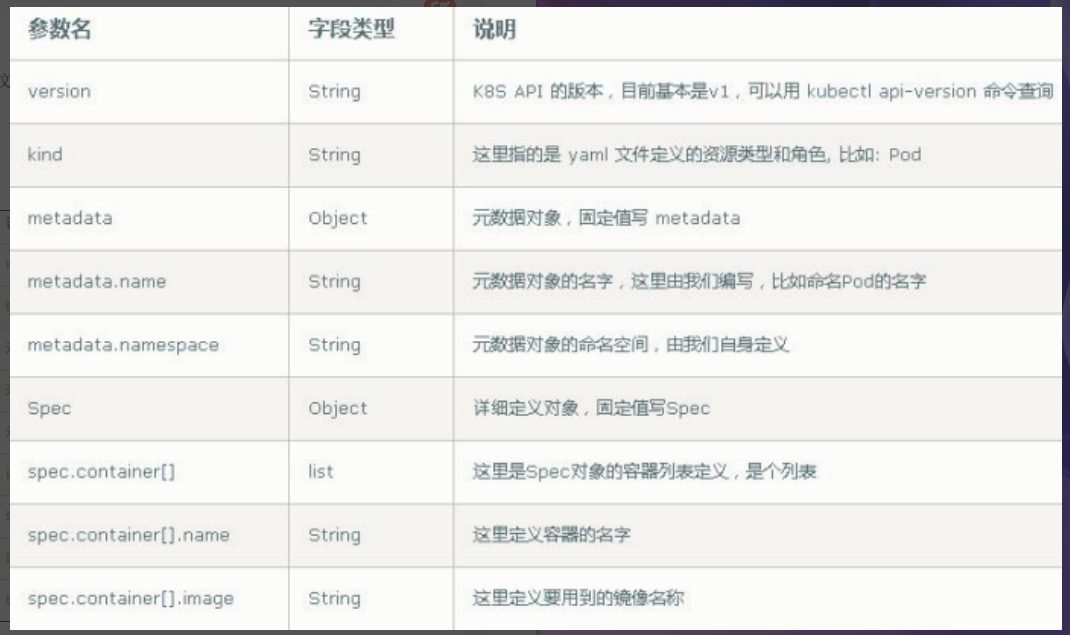 参数名 字段类型 说明
version String K8S API 的版本，目前基本是v1，可以用 kubectl api-version 命令查询
kind String 这里指的是 yaml 文件定义的资源类型和角色, 比如: Pod
metadata Object 元数据对象，固定值写 metadata
metadata.name String 元数据对象的名字，这里由我们编写，比如命名Pod的名字
metadata.namespace String 元数据对象的命名空间，由我们自身定义
Spec Object 详细定义对象，固定值写Spec
spec.container[] list 这里是Spec对象的容器列表定义，是个列表
spec.container[].name String 这里定义容器的名字
spec.container[].image String 这里定义要用到的镜像名称